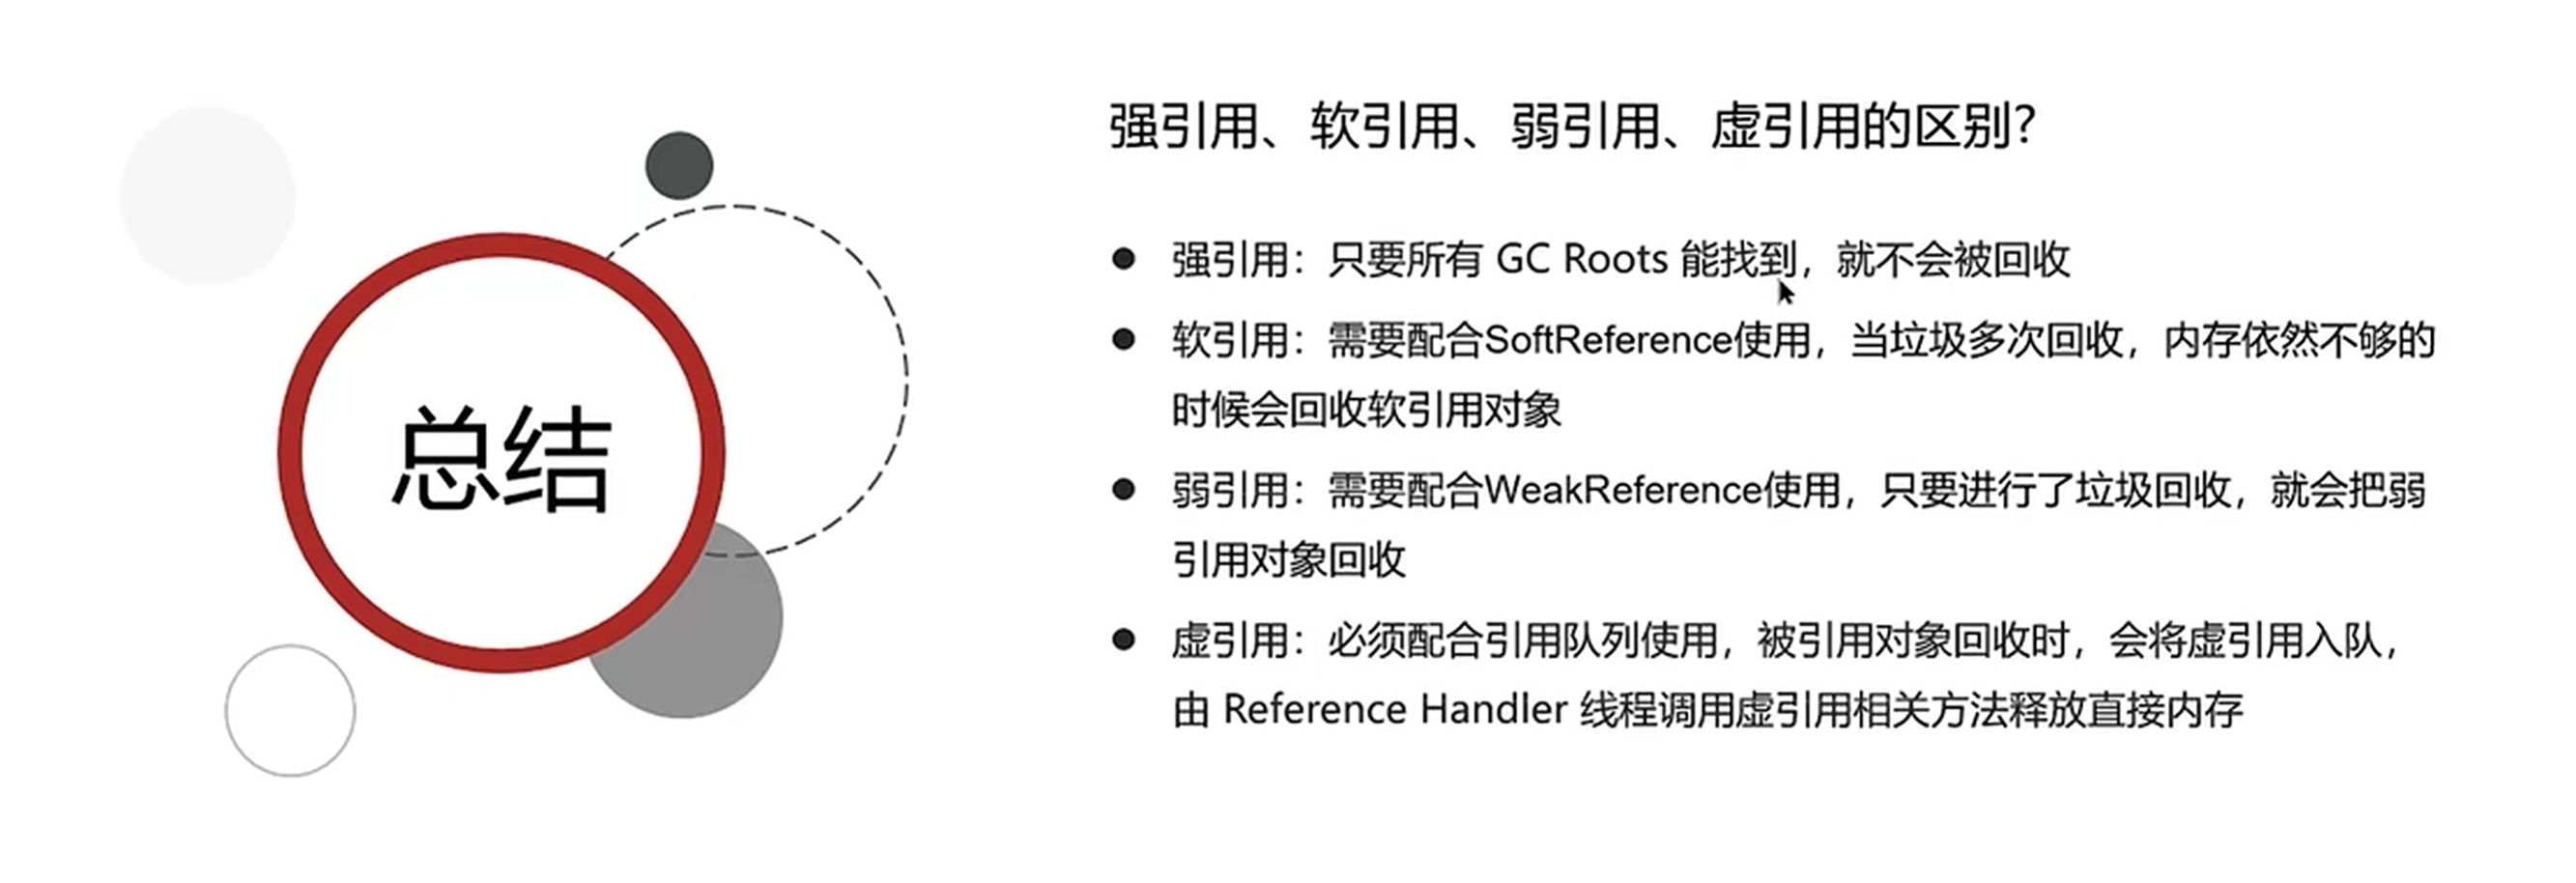 总结
强引用、软引用、弱引用、虚引用的区别?
强引用：只要所有 GC Roots 能找到，就不会被回收
软引用：需要配合SoftReference使用，当垃圾多次回收，内存依然不够的
时候会回收软引用对象
弱引用：需要配合WeakReference使用，只要进行了垃圾回收，就会把弱
引用对象回收
虚引用：必须配合引用队列使用，被引用对象回收时，会将虚引用入队，
由 Reference Handler 线程调用虚引用相关方法释放直接内存